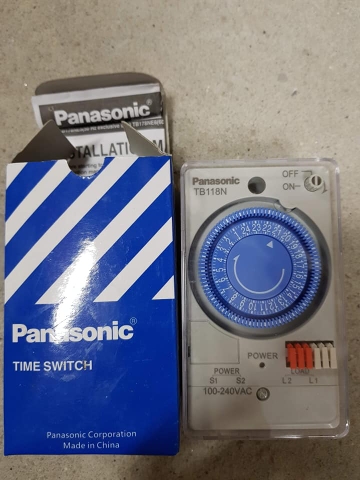 Panasonic
Panasonic
TIME SWITCH
Panasonic Corporation
Made in China
Panasonic
TB118N
OFF
ON
POWER
POWER
LOAD
S1 S2
L2 L1
100-240VAC